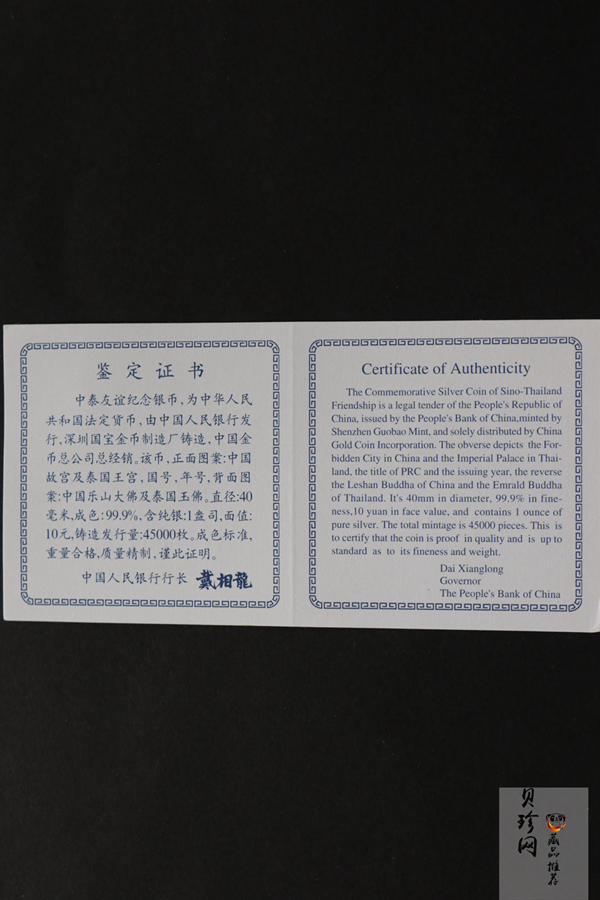 鉴定证书
中泰友谊纪念银币,为中华人民
共和国法定货币,由中国人民银行发
行,深圳国宝金币制造厂铸造,中国金
币总公司总经销。该币,正面图案:中国
故宫及泰国王宫,国号,年号,背面图
案:中国乐山大佛及泰国玉佛。直径:40
毫米,成色:99.9%,含纯银:1盎司,面值:
10元,铸造发行量:45000枚。成色标准,
重量合格,质量精制,谨此证明。
中国人民银行行长 戴相龍
Certificate of Authenticity
The Commemorative Silver Coin of Sino-Thailand
Friendship is a legal tender of the People's Republic of
China, issued by the People's Bank of China,minted by
Shenzhen Guobao Mint, and solely distributed by China
Gold Coin Incorporation. The obverse depicts the For-
bidden City in China and the Imperial Palace in Thai-
land, the title of PRC and the issuing year, the reverse
the Leshan Buddha of China and the Emrald Buddha
of Thailand. It's 40mm in diameter, 99.9% in fine-
ness,10 yuan in face value, and contains 1 ounce of
pure silver. The total mintage is 45000 pieces. This is
to certify that the coin is proof in quality and is up to
standard as to its fineness and weight.
Dai Xianglong
Governor
The People's Bank of China
贝珍网
藏品推荐